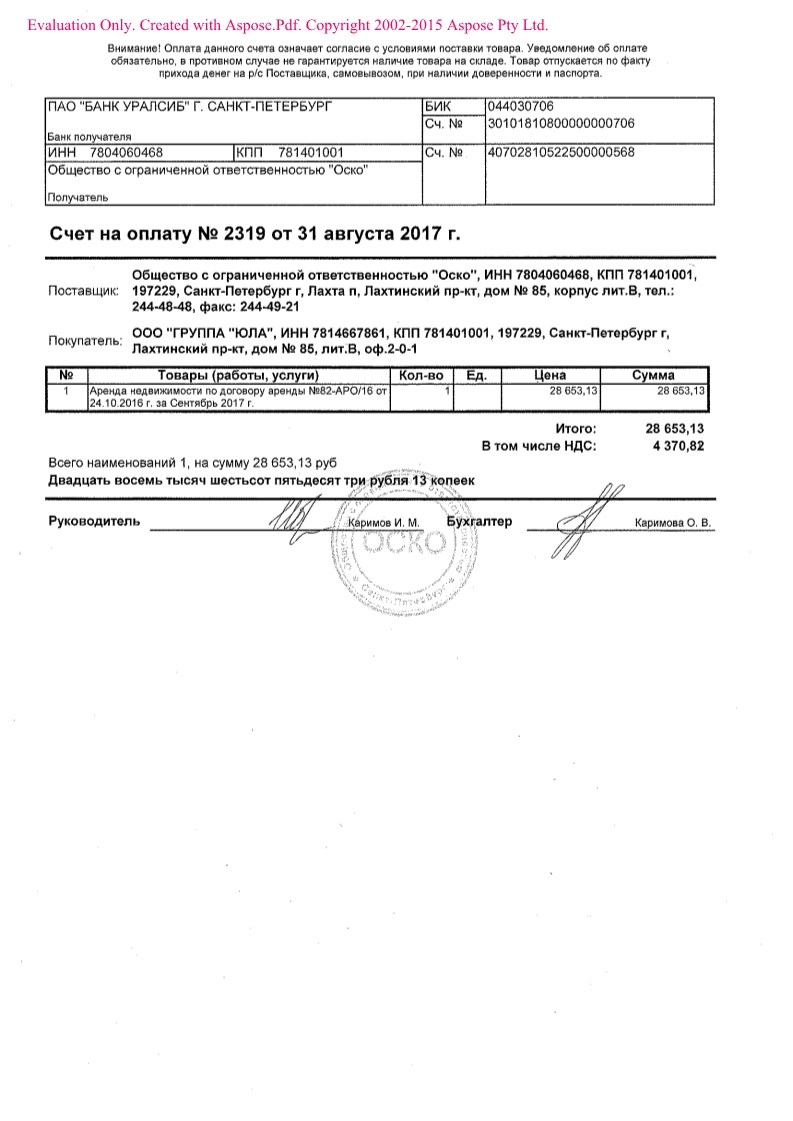 Evaluation Only. Created with Aspose.Pdf. Copyright 2002-2015 Aspose Pty Ltd.
Внимание! Оплата данного счета означает согласие с условиями поставки товара. Уведомление об оплате
обязательно, в противном случае не гарантируется наличие товара на складе. Товар отпускается по факту
прихода денег на р/с Поставщика, самовывозом, при наличии доверенности и паспорта.
ПАО "БАНК УРАЛСИБ" Г. САНКТ-ПЕТЕРБУРГ БИК 044030706
Сч. № 30101810800000000706
Банк получателя
ИНН 7804060468 КПП 781401001 Сч. № 40702810522500000568
Общество с ограниченной ответственностью "Оско"
Получатель
Счет на оплату № 2319 от 31 августа 2017 г.
Поставщик: Общество с ограниченной ответственностью "Оско", ИНН 7804060468, КПП 781401001,
197229, Санкт-Петербург г, Лахта п, Лахтинский пр-кт, дом № 85, корпус лит.В, тел.:
244-48-48, факс: 244-49-21
Покупатель: ООО "ГРУППА "ЮЛА", ИНН 7814667861, КПП 781401001, 197229, Санкт-Петербург г,
Лахтинский пр-кт, дом № 85, лит.В, оф.2-0-1
№ Товары (работы, услуги) Кол-во Ед. Цена Сумма
1 Аренда недвижимости по договору аренды №82-АРО/16 от 1 28 653,13 28 653,13
24.10.2016 г. за Сентябрь 2017 г.
Итого: 28 653,13
В том числе НДС: 4 370,82
Всего наименований 1, на сумму 28 653,13 руб
Двадцать восемь тысяч шестьсот пятьдесят три рубля 13 копеек
Руководитель Каримов И. М. Бухгалтер Каримова О. В.
ОСКО
Санкт-Петербург